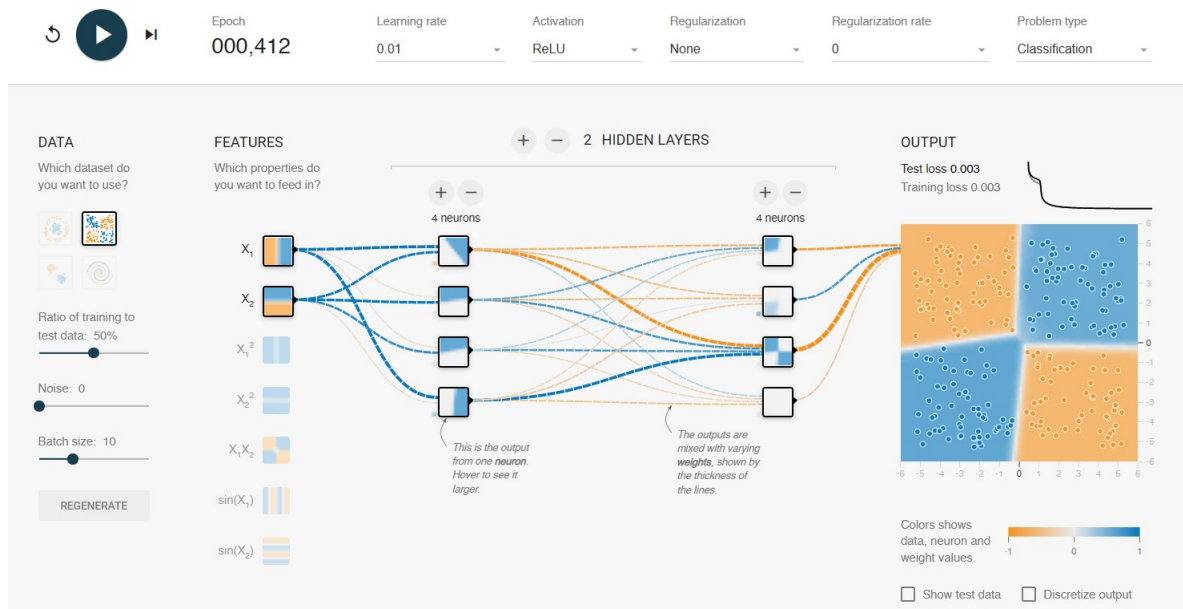 Epoch
000,412
Learning rate
0.01
Activation
ReLU
Regularization
None
Regularization rate
0
Problem type
Classification
DATA
Which dataset do
you want to use?
Ratio of training to
test data: 50%
Noise: 0
Batch size: 10
REGENERATE
FEATURES
Which properties do
you want to feed in?
X₁
X₂
X₁²
X₂²
X₁X₂
sin(X₁)
sin(X₂)
+ − 2 HIDDEN LAYERS
+ −
4 neurons
+ −
4 neurons
This is the output
from one neuron.
Hover to see it
larger.
The outputs are
mixed with varying
weights, shown by
the thickness of
the lines.
OUTPUT
Test loss 0.003
Training loss 0.003
6
5
4
3
2
1
0
-1
-2
-3
-4
-5
-6
-6 -5 -4 -3 -2 -1 0 1 2 3 4 5 6
Colors shows
data, neuron and
weight values.
-1 0 1
Show test data
Discretize output